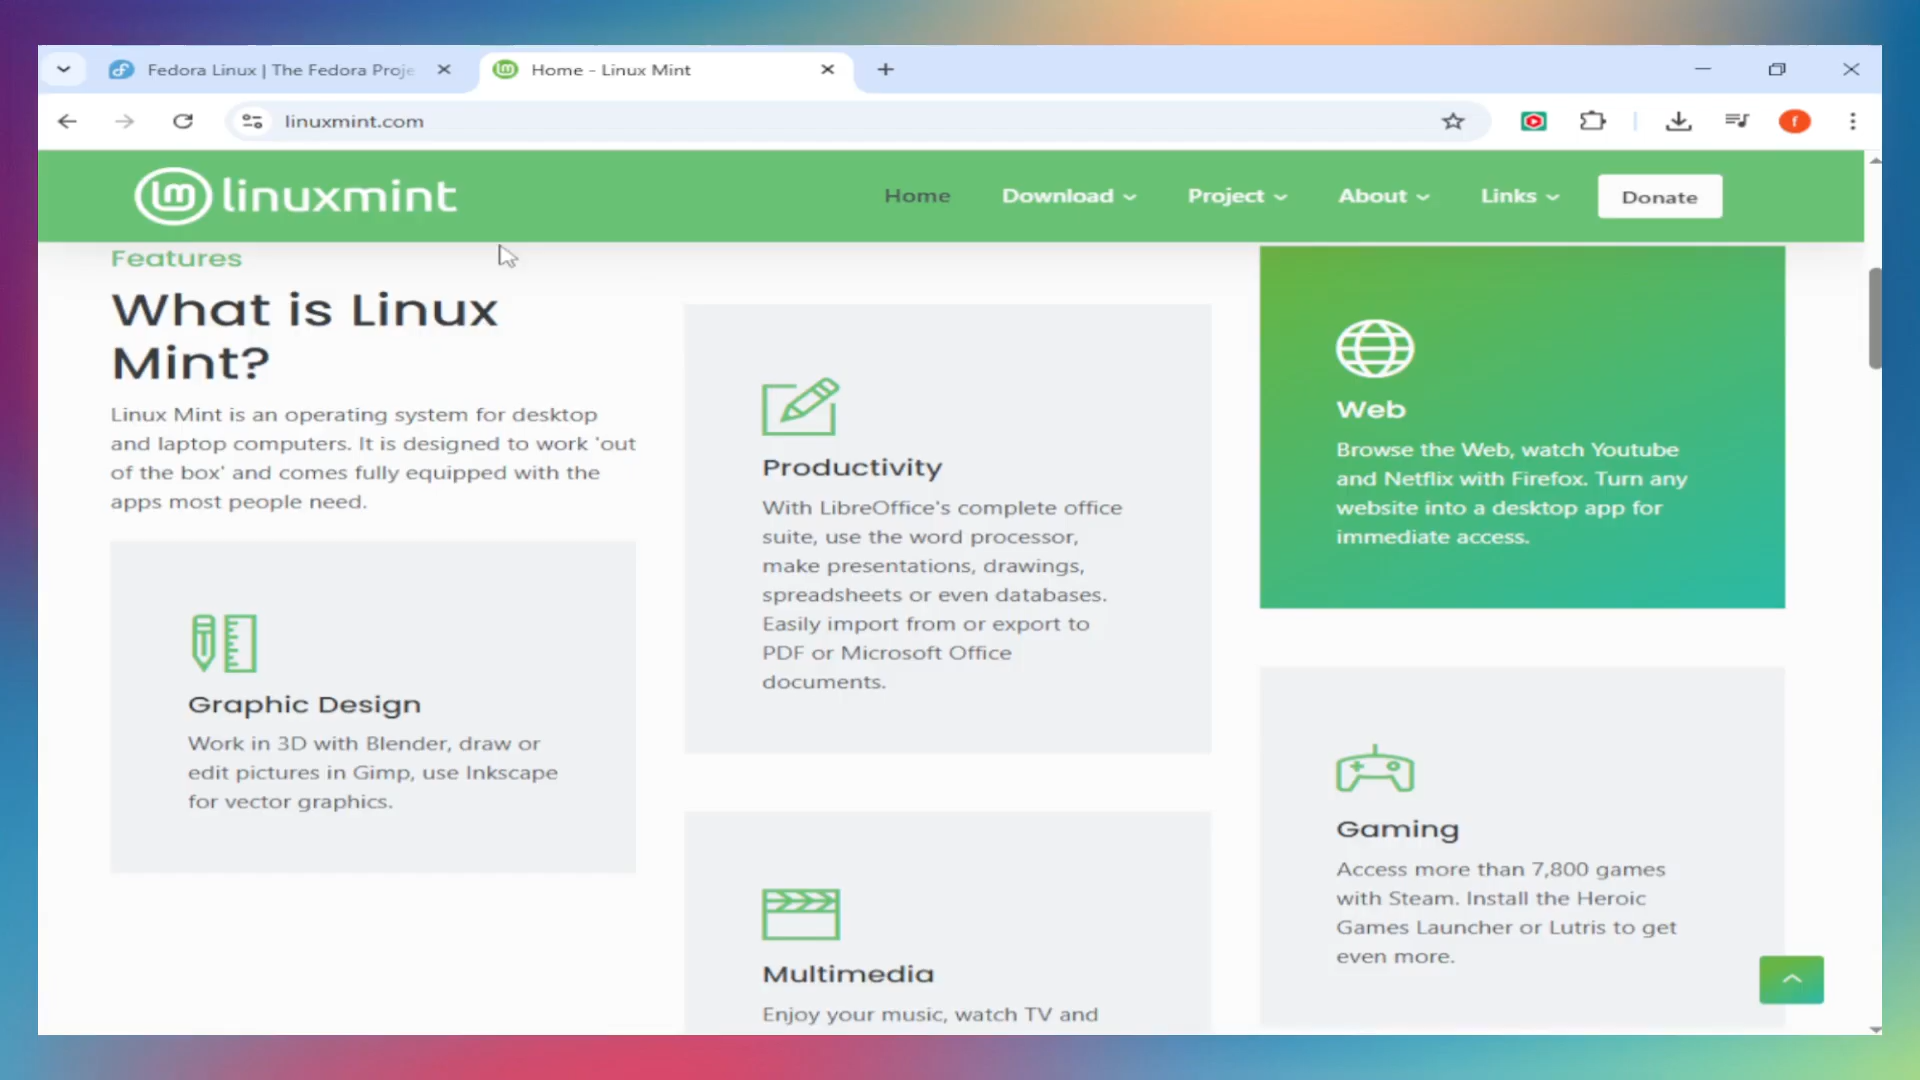 Fedora Linux | The Fedora Proje
Home - Linux Mint
linuxmint.com
f
linuxmint
Home
Download
Project
About
Links
Donate
Features
What is Linux
Mint?
Linux Mint is an operating system for desktop
and laptop computers. It is designed to work 'out
of the box' and comes fully equipped with the
apps most people need.
Graphic Design
Work in 3D with Blender, draw or
edit pictures in Gimp, use Inkscape
for vector graphics.
Productivity
With LibreOffice's complete office
suite, use the word processor,
make presentations, drawings,
spreadsheets or even databases.
Easily import from or export to
PDF or Microsoft Office
documents.
Multimedia
Enjoy your music, watch TV and
Web
Browse the Web, watch Youtube
and Netflix with Firefox. Turn any
website into a desktop app for
immediate access.
Gaming
Access more than 7,800 games
with Steam. Install the Heroic
Games Launcher or Lutris to get
even more.